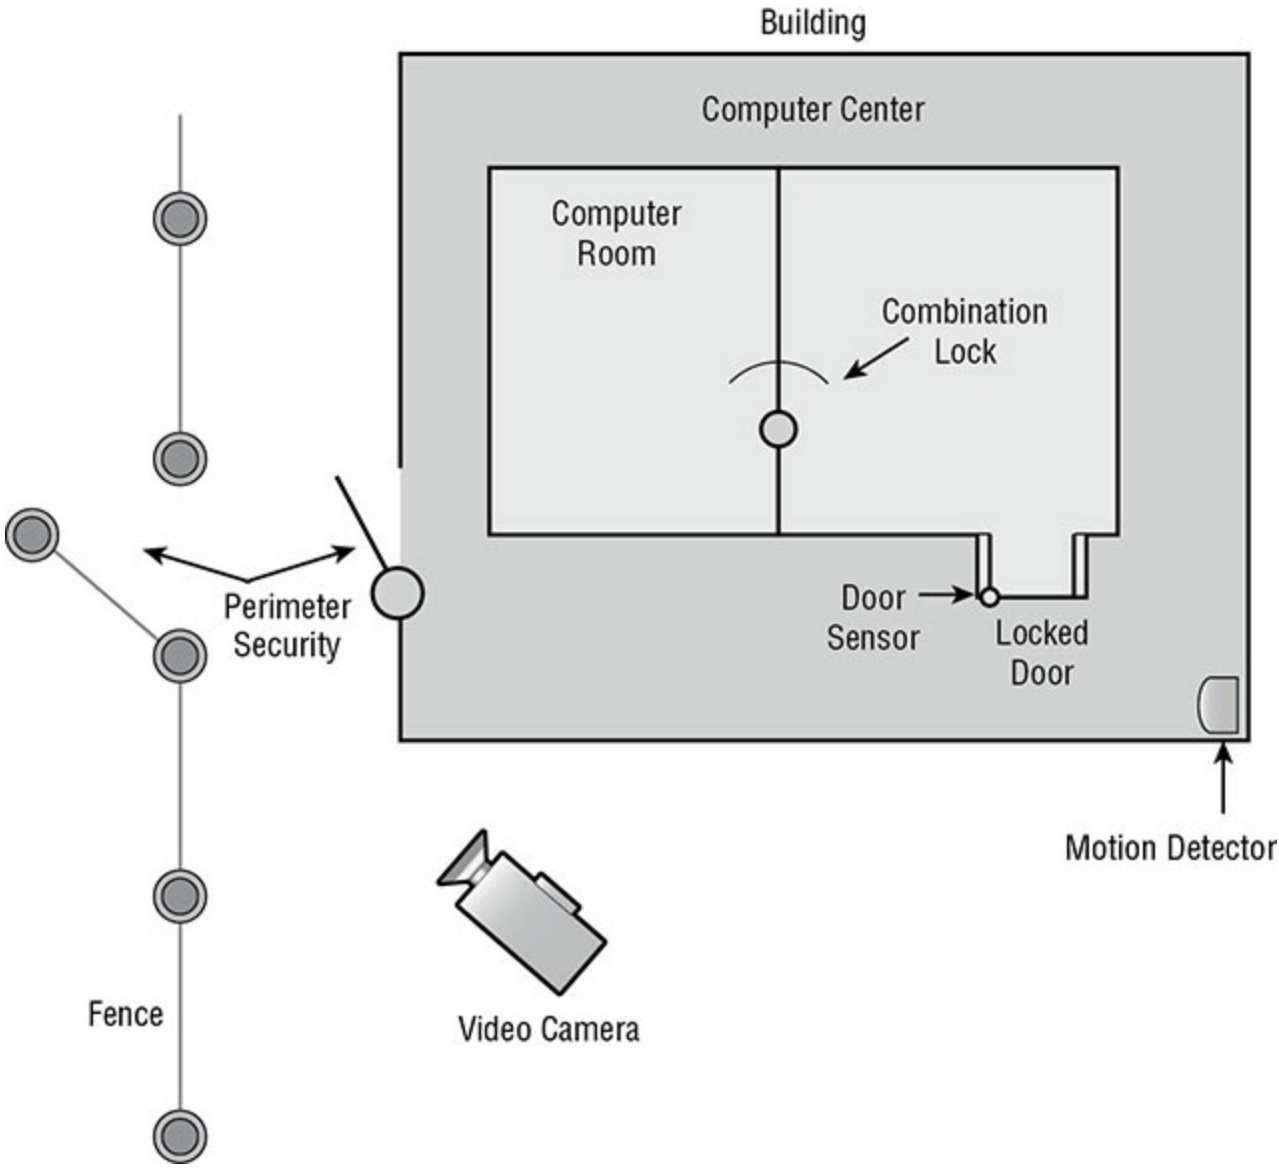 Building
Computer Center
Computer
Room
Combination
Lock
Perimeter
Security
Door
Sensor
Locked
Door
Motion Detector
Fence
Video Camera